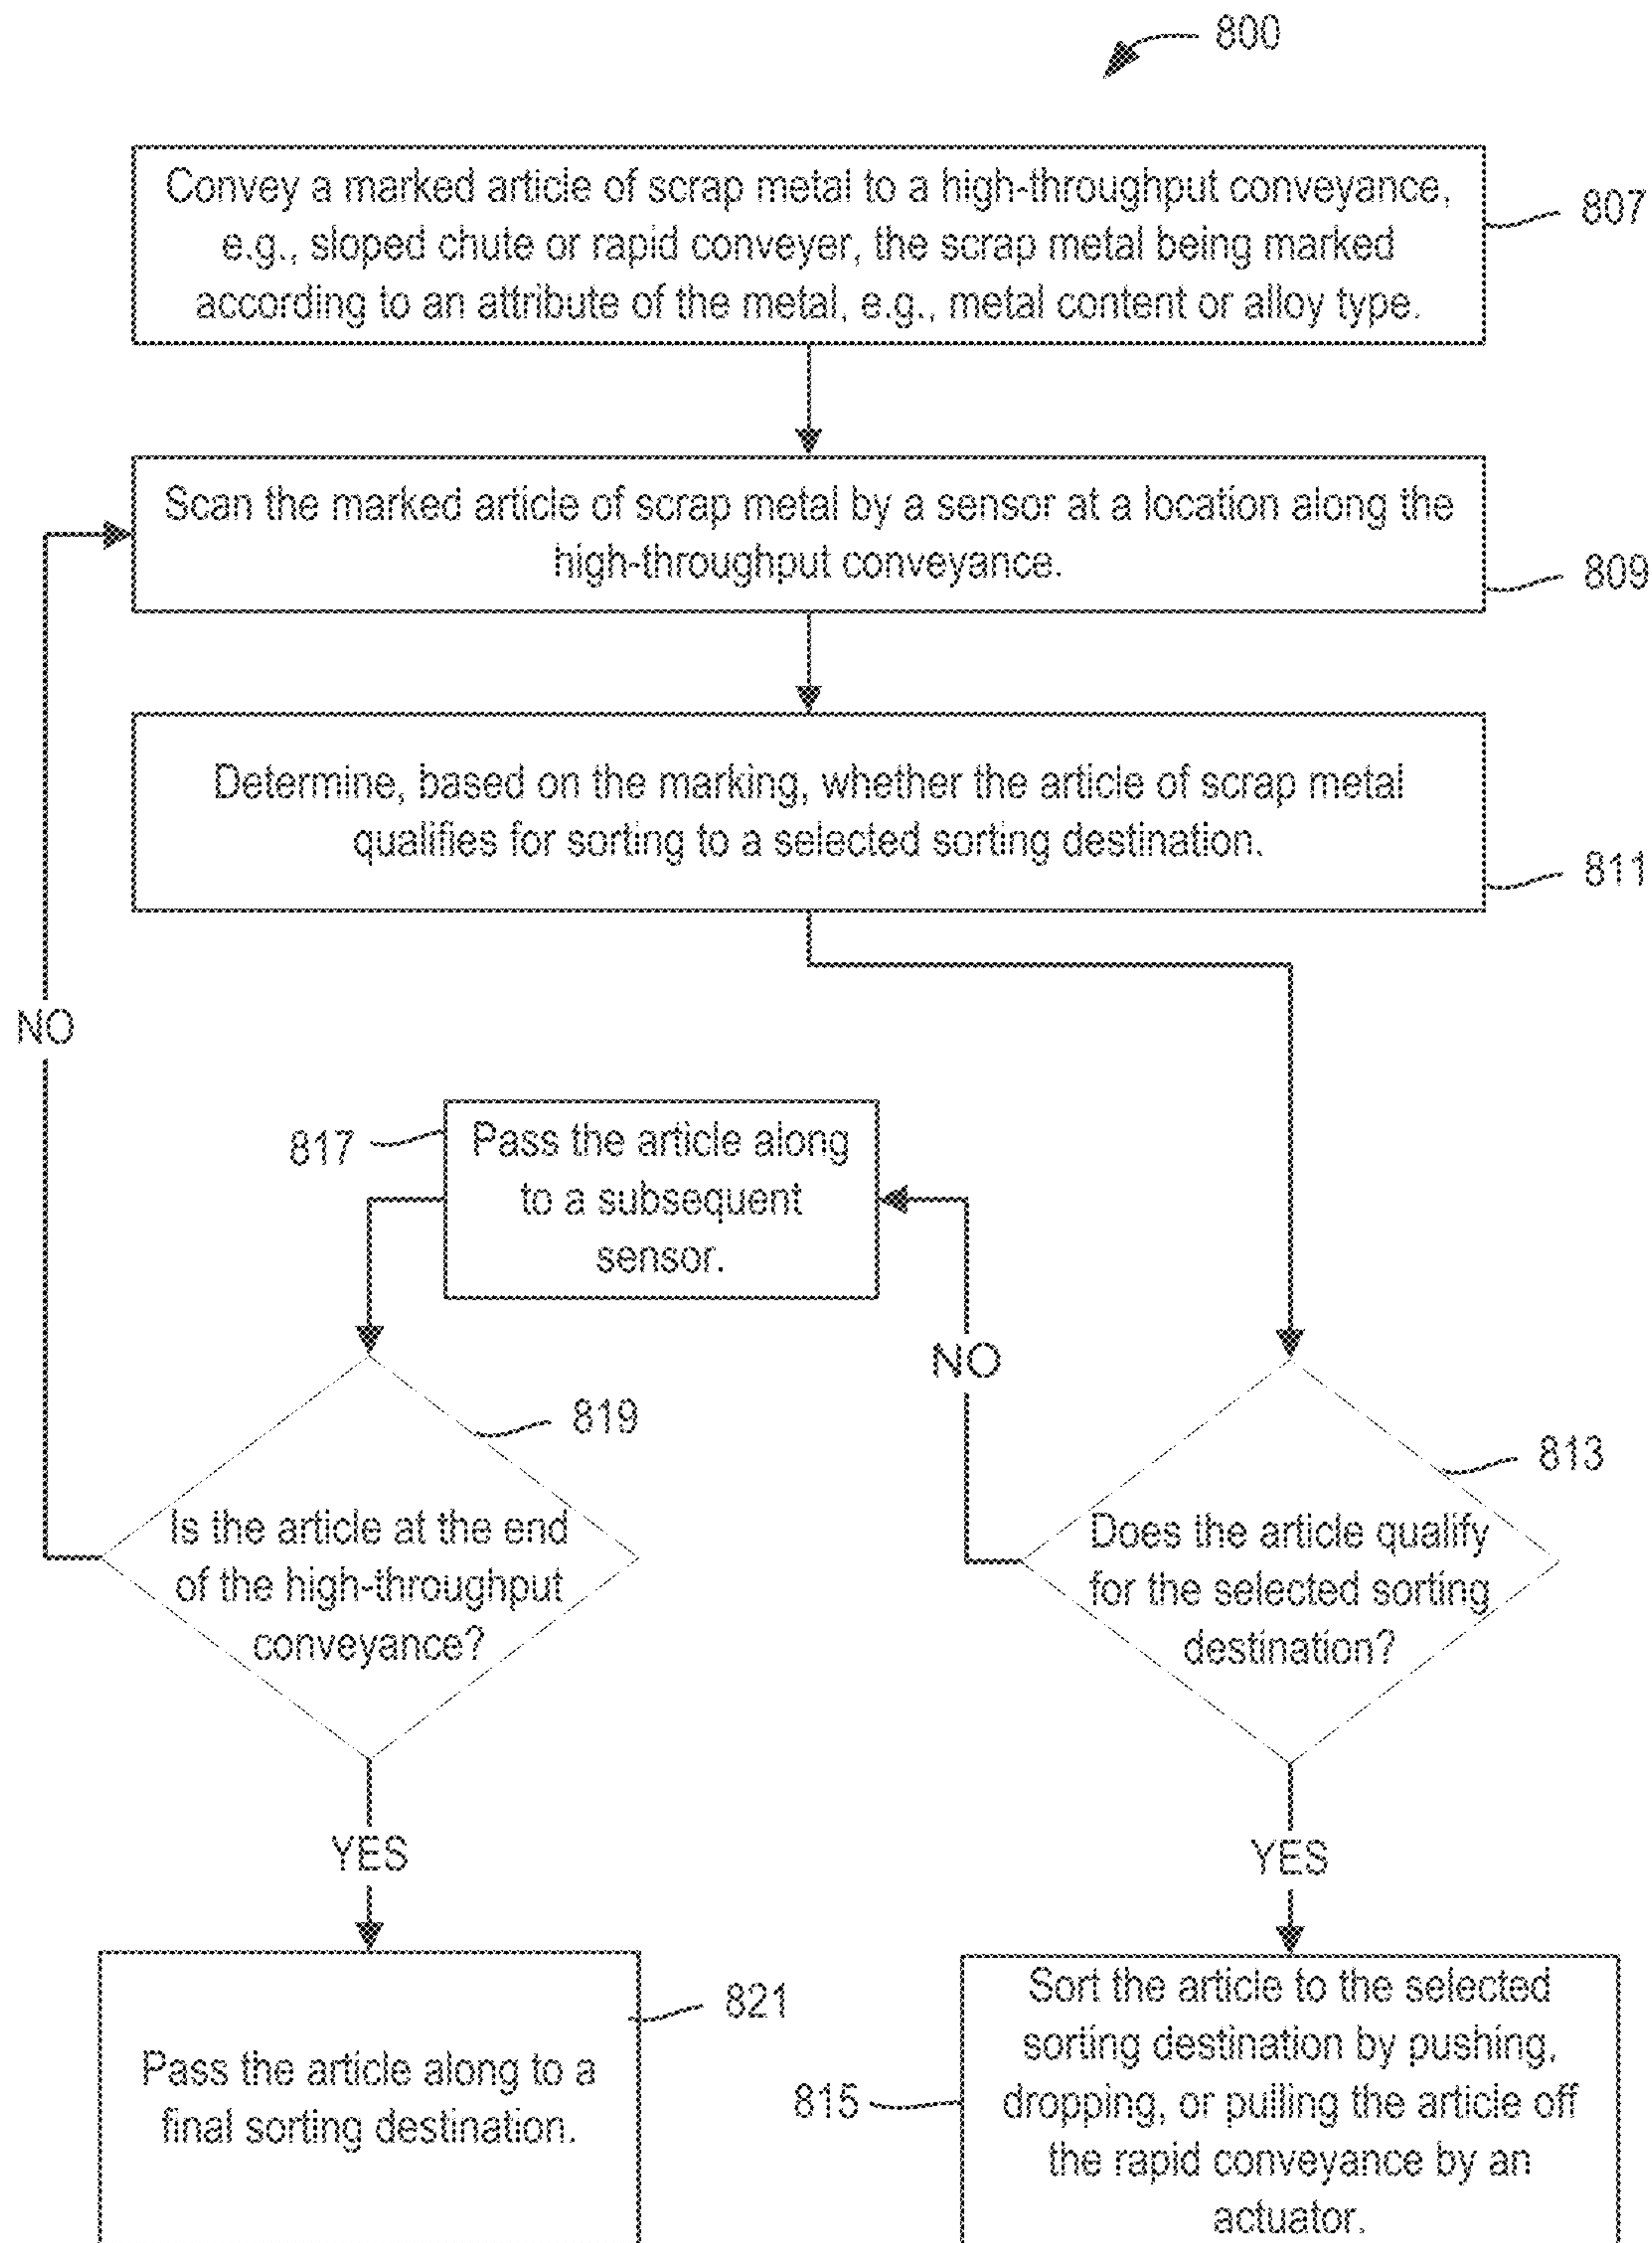 800
Convey a marked article of scrap metal to a high-throughput conveyance,
e.g., sloped chute or rapid conveyer, the scrap metal being marked
according to an attribute of the metal, e.g., metal content or alloy type.
807
Scan the marked article of scrap metal by a sensor at a location along the
high-throughput conveyance.
809
Determine, based on the marking, whether the article of scrap metal
qualifies for sorting to a selected sorting destination.
811
NO
817
Pass the article along
to a subsequent
sensor.
NO
819
Is the article at the end
of the high-throughput
conveyance?
813
Does the article qualify
for the selected sorting
destination?
YES
YES
821
Pass the article along to a
final sorting destination.
815
Sort the article to the selected
sorting destination by pushing,
dropping, or pulling the article off
the rapid conveyance by an
actuator.